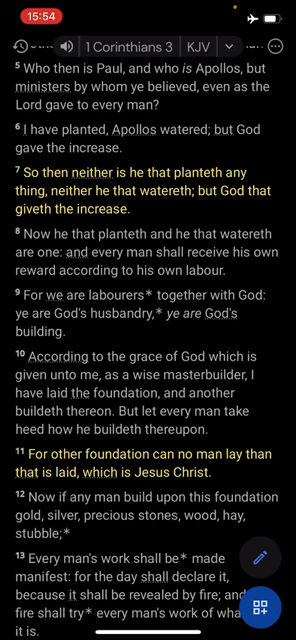 15:54
1 Corinthians 3 KJV
5 Who then is Paul, and who is Apollos, but
ministers by whom ye believed, even as the
Lord gave to every man?
6 I have planted, Apollos watered; but God
gave the increase.
7 So then neither is he that planteth any
thing, neither he that watereth; but God that
giveth the increase.
8 Now he that planteth and he that watereth
are one: and every man shall receive his own
reward according to his own labour.
9 For we are labourers* together with God:
ye are God's husbandry,* ye are God's
building.
10 According to the grace of God which is
given unto me, as a wise masterbuilder, I
have laid the foundation, and another
buildeth thereon. But let every man take
heed how he buildeth thereupon.
11 For other foundation can no man lay than
that is laid, which is Jesus Christ.
12 Now if any man build upon this foundation
gold, silver, precious stones, wood, hay,
stubble;*
13 Every man's work shall be* made
manifest: for the day shall declare it,
because it shall be revealed by fire; and
fire shall try* every man's work of wha
it is.